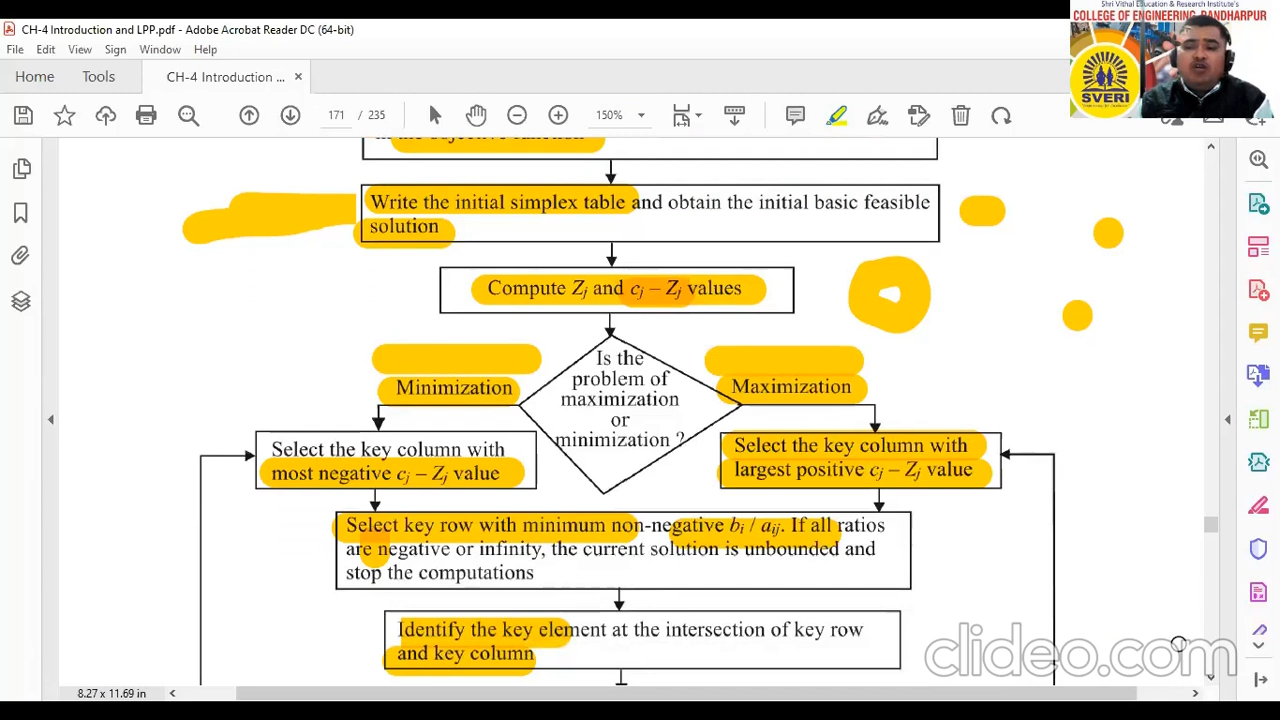 CH-4 Introduction and LPP.pdf - Adobe Acrobat Reader DC (64-bit)
File Edit View Sign Window Help
Home Tools CH-4 Introduction ... ×
171 / 231 150%
Shri Vithal Education & Research Institute's
COLLEGE OF ENGINEERING, PANDHARPUR
SVERI
in the objective function
Write the initial simplex table and obtain the initial basic feasible
solution
Compute Zj and cj – Zj values
Is the
problem of
maximization
or
minimization ?
Minimization
Maximization
Select the key column with
most negative cj – Zj value
Select the key column with
largest positive cj – Zj value
Select key row with minimum non-negative bi / aij. If all ratios
are negative or infinity, the current solution is unbounded and
stop the computations
Identify the key element at the intersection of key row
and key column
clideo.com
8.27 x 11.69 in